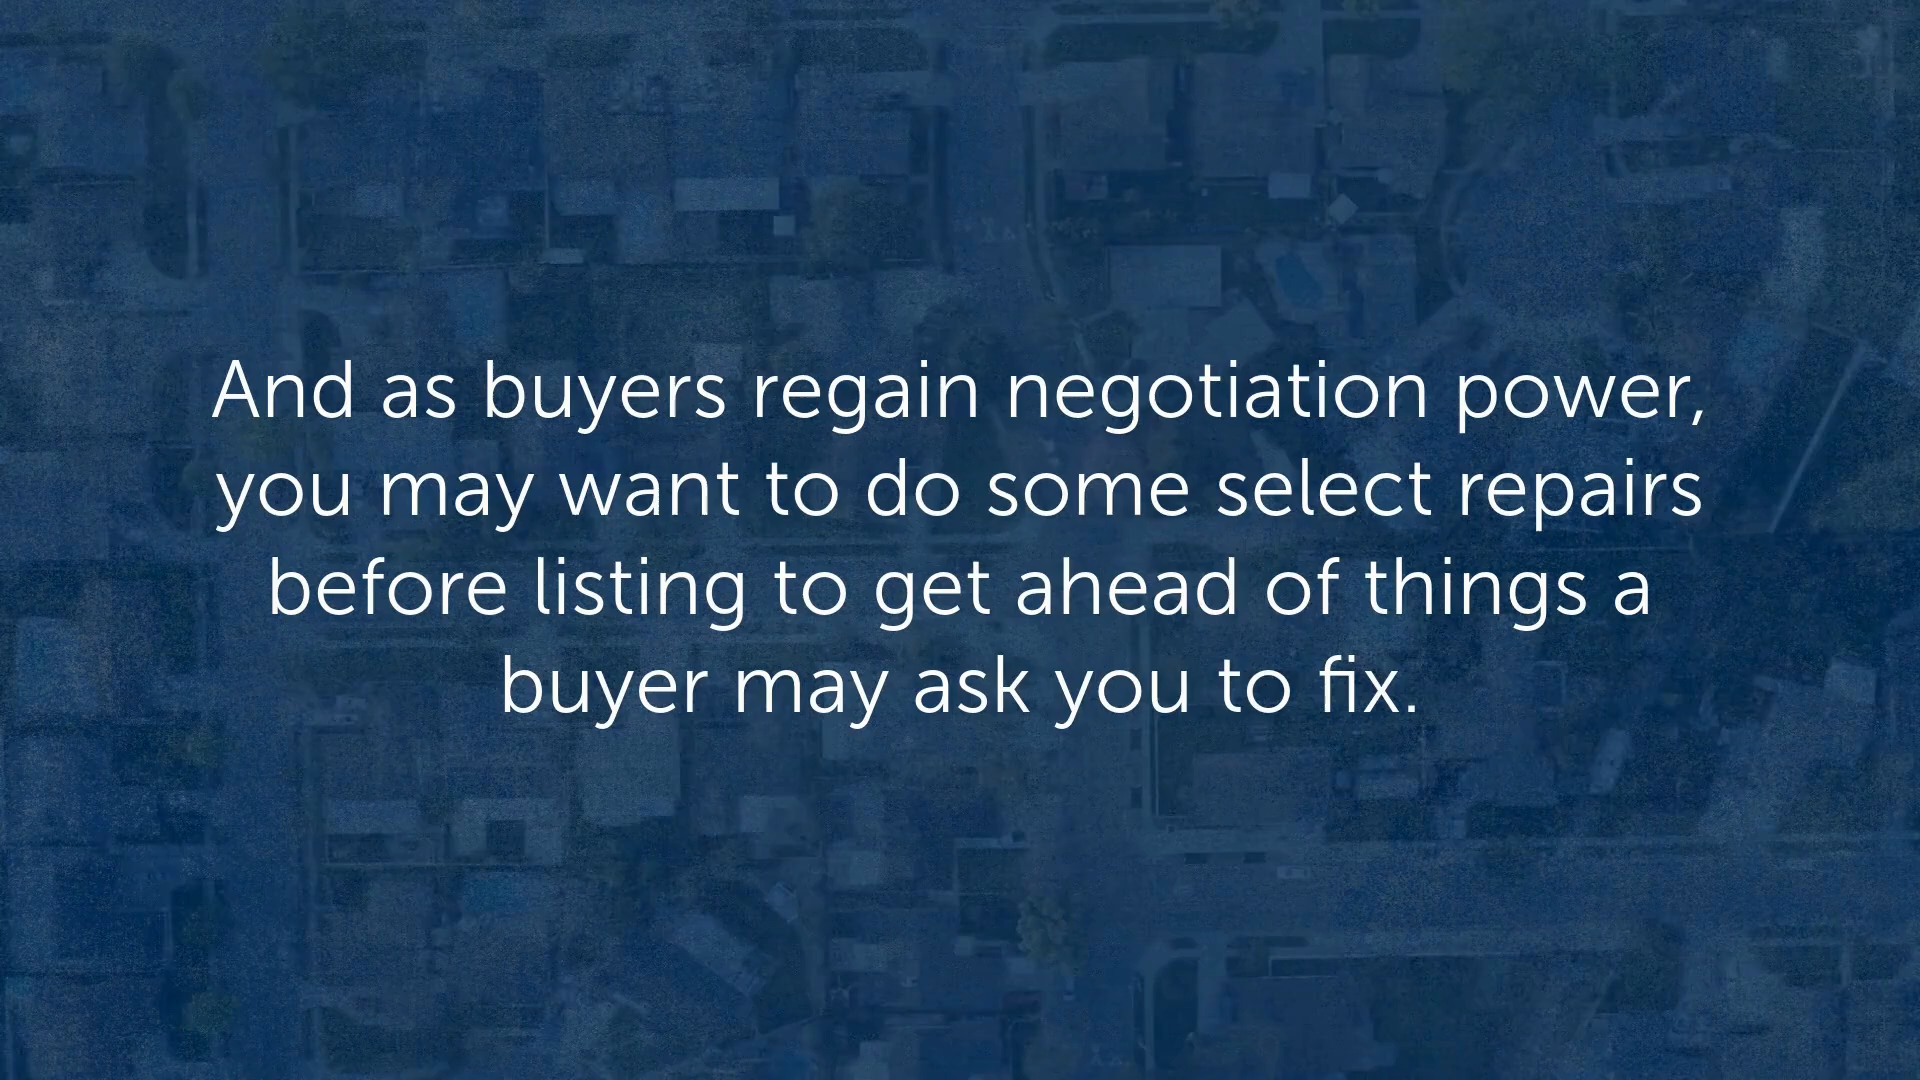 And as buyers regain negotiation power,
you may want to do some select repairs
before listing to get ahead of things a
buyer may ask you to fix.